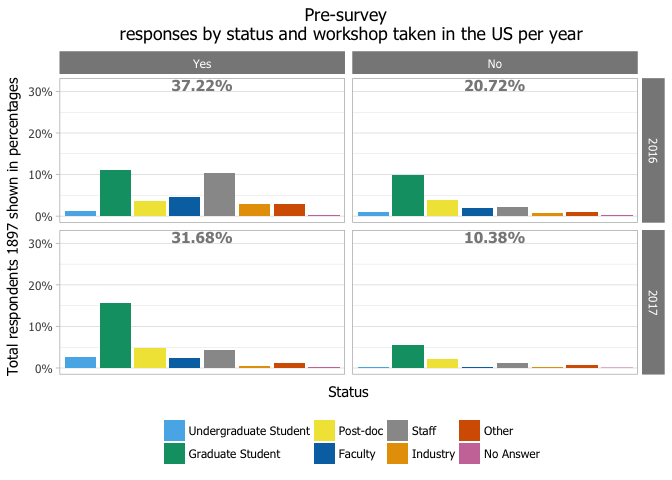 Pre-survey
responses by status and workshop taken in the US per year
Yes
No
Total respondents 1897 shown in percentages
30%
20%
10%
0%
37.22%
20.72%
2016
30%
20%
10%
0%
31.68%
10.38%
2017
Status
Undergraduate Student
Post-doc
Staff
Other
Graduate Student
Faculty
Industry
No Answer